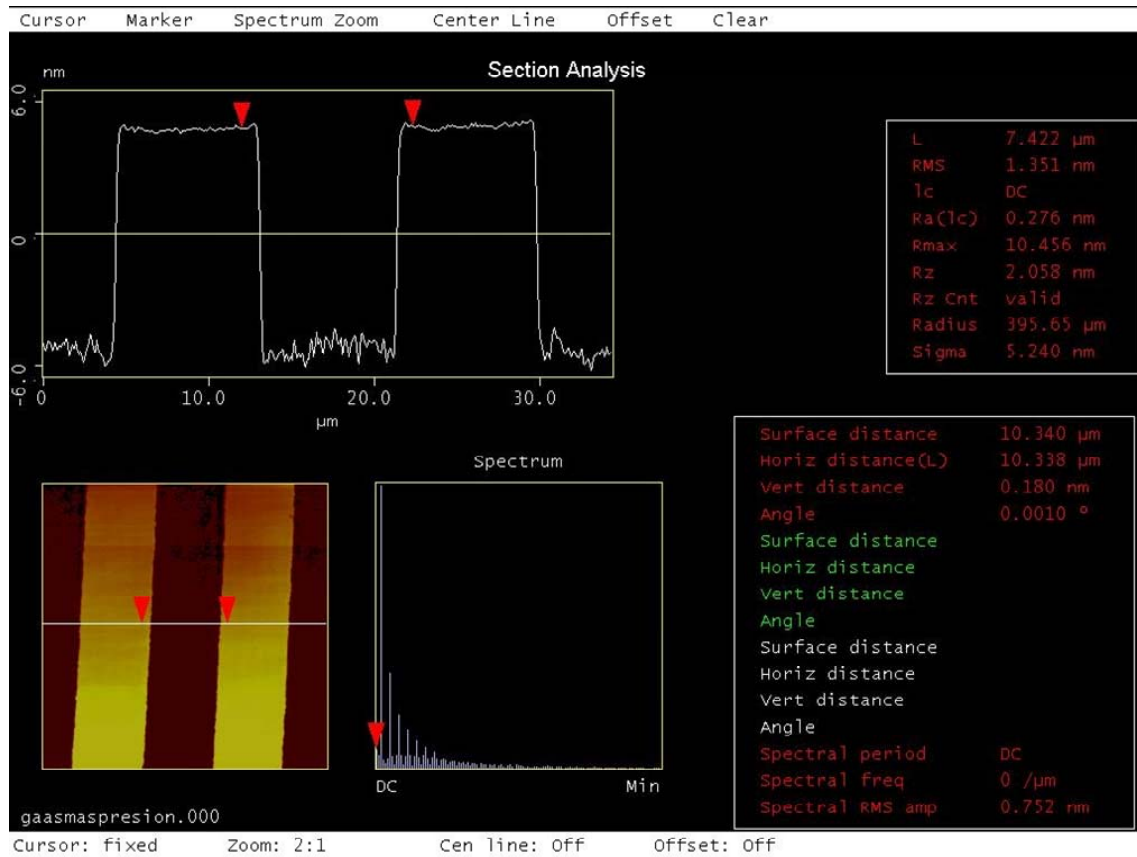 Cursor Marker Spectrum Zoom Center Line Offset Clear
Section Analysis
nm
6.0
0
-6.0
0 10.0 20.0 30.0
µm
L 7.422 µm
RMS 1.351 nm
lc DC
Ra(lc) 0.276 nm
Rmax 10.456 nm
Rz 2.058 nm
Rz Cnt valid
Radius 395.65 µm
Sigma 5.240 nm
Surface distance 10.340 µm
Horiz distance(L) 10.338 µm
Vert distance 0.180 nm
Angle 0.0010 °
Surface distance
Horiz distance
Vert distance
Angle
Surface distance
Horiz distance
Vert distance
Angle
Spectral period DC
Spectral freq 0 /µm
Spectral RMS amp 0.752 nm
Spectrum
DC Min
gaasmaspresion.000
Cursor: fixed Zoom: 2:1 Cen line: Off Offset: Off